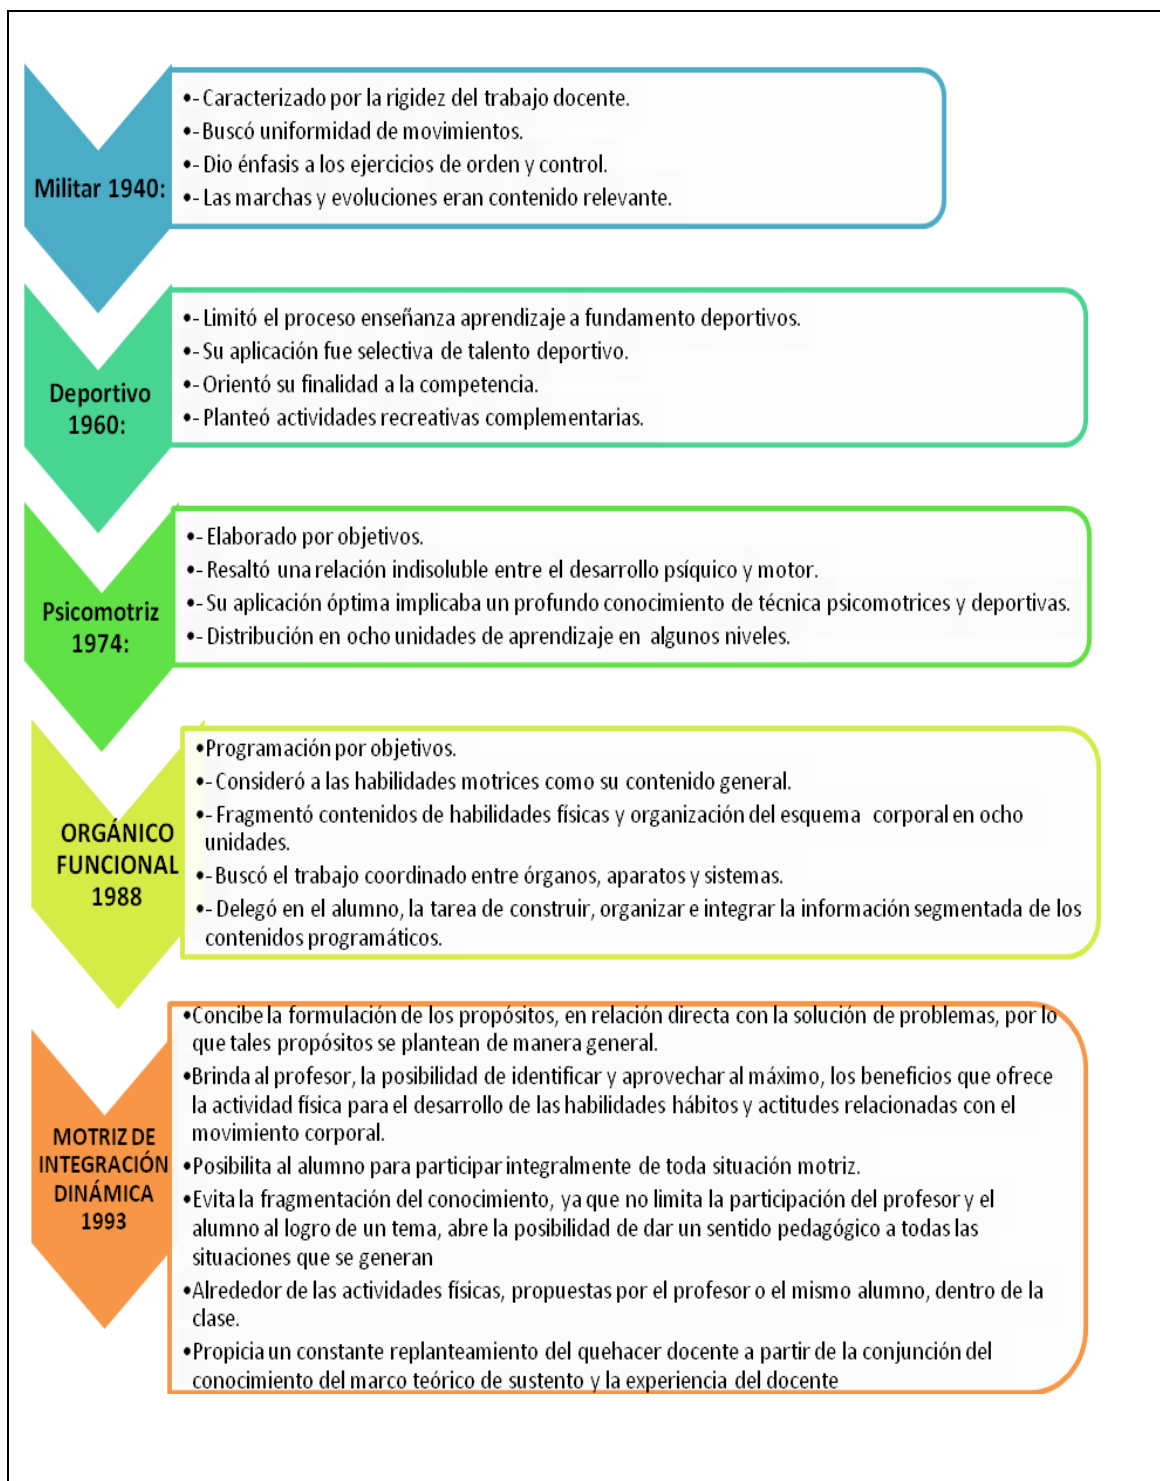 Militar 1940:
•- Caracterizado por la rigidez del trabajo docente.
•- Buscó uniformidad de movimientos.
•- Dio énfasis a los ejercicios de orden y control.
•- Las marchas y evoluciones eran contenido relevante.
Deportivo
1960:
•- Limitó el proceso enseñanza aprendizaje a fundamento deportivos.
•- Su aplicación fue selectiva de talento deportivo.
•- Orientó su finalidad a la competencia.
•- Planteó actividades recreativas complementarias.
Psicomotriz
1974:
•- Elaborado por objetivos.
•- Resaltó una relación indisoluble entre el desarrollo psíquico y motor.
•- Su aplicación óptima implicaba un profundo conocimiento de técnica psicomotrices y deportivas.
•- Distribución en ocho unidades de aprendizaje en algunos niveles.
ORGÁNICO
FUNCIONAL
1988
•Programación por objetivos.
•- Consideró a las habilidades motrices como su contenido general.
•- Fragmentó contenidos de habilidades físicas y organización del esquema corporal en ocho
unidades.
•- Buscó el trabajo coordinado entre órganos, aparatos y sistemas.
•- Delegó en el alumno, la tarea de construir, organizar e integrar la información segmentada de los
contenidos programáticos.
MOTRIZ DE
INTEGRACIÓN
DINÁMICA
1993
•Concibe la formulación de los propósitos, en relación directa con la solución de problemas, por lo
que tales propósitos se plantean de manera general.
•Brinda al profesor, la posibilidad de identificar y aprovechar al máximo, los beneficios que ofrece
la actividad física para el desarrollo de las habilidades hábitos y actitudes relacionadas con el
movimiento corporal.
•Posibilita al alumno para participar integralmente de toda situación motriz.
•Evita la fragmentación del conocimiento, ya que no limita la participación del profesor y el
alumno al logro de un tema, abre la posibilidad de dar un sentido pedagógico a todas las
situaciones que se generan
•Alrededor de las actividades físicas, propuestas por el profesor o el mismo alumno, dentro de la
clase.
•Propicia un constante replanteamiento del quehacer docente a partir de la conjunción del
conocimiento del marco teórico de sustento y la experiencia del docente